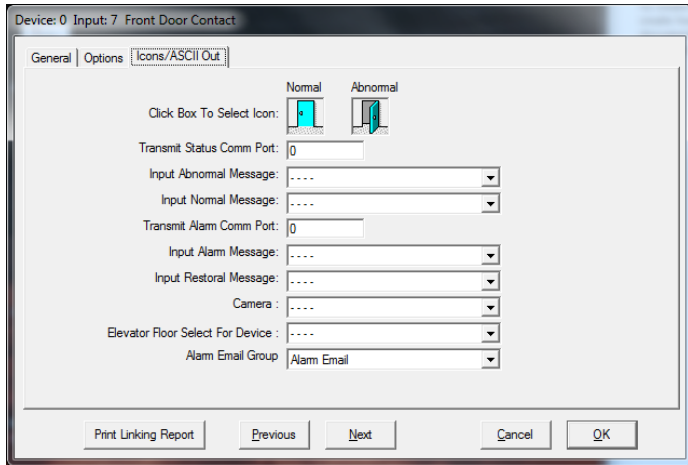 Device: 0 Input: 7 Front Door Contact
General Options Icons/ASCII Out
Normal Abnormal
Click Box To Select Icon:
Transmit Status Comm Port: 0
Input Abnormal Message: - - - -
Input Normal Message: - - - -
Transmit Alarm Comm Port: 0
Input Alarm Message: - - - -
Input Restoral Message: - - - -
Camera : - - - -
Elevator Floor Select For Device : - - - -
Alarm Email Group Alarm Email
Print Linking Report Previous Next Cancel OK